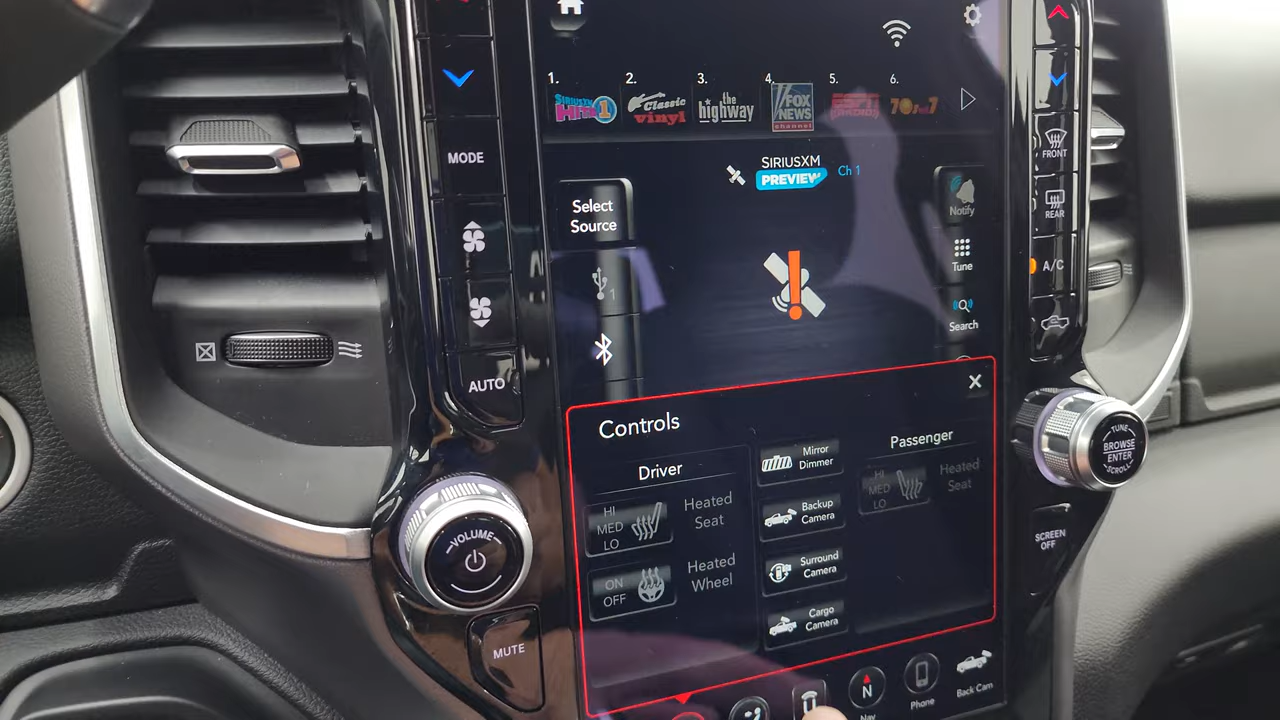 1.
2.
3.
4.
5.
6.
SIRIUSXM
HITS 1
Classic
vinyl
the
highway
FOX
NEWS
channel
ESPN
MODE
SIRIUSXM
PREVIEW
Ch 1
Select
Source
Notify
Tune
Search
1
FRONT
REAR
A/C
AUTO
Controls
Driver
Passenger
HI
MED
LO
Heated
Seat
ON
OFF
Heated
Wheel
Mirror
Dimmer
Backup
Camera
Surround
Camera
Cargo
Camera
HI
MED
LO
Heated
Seat
VOLUME
MUTE
TUNE
BROWSE
ENTER
SCROLL
SCREEN
OFF
N
Nav
Phone
Back Cam